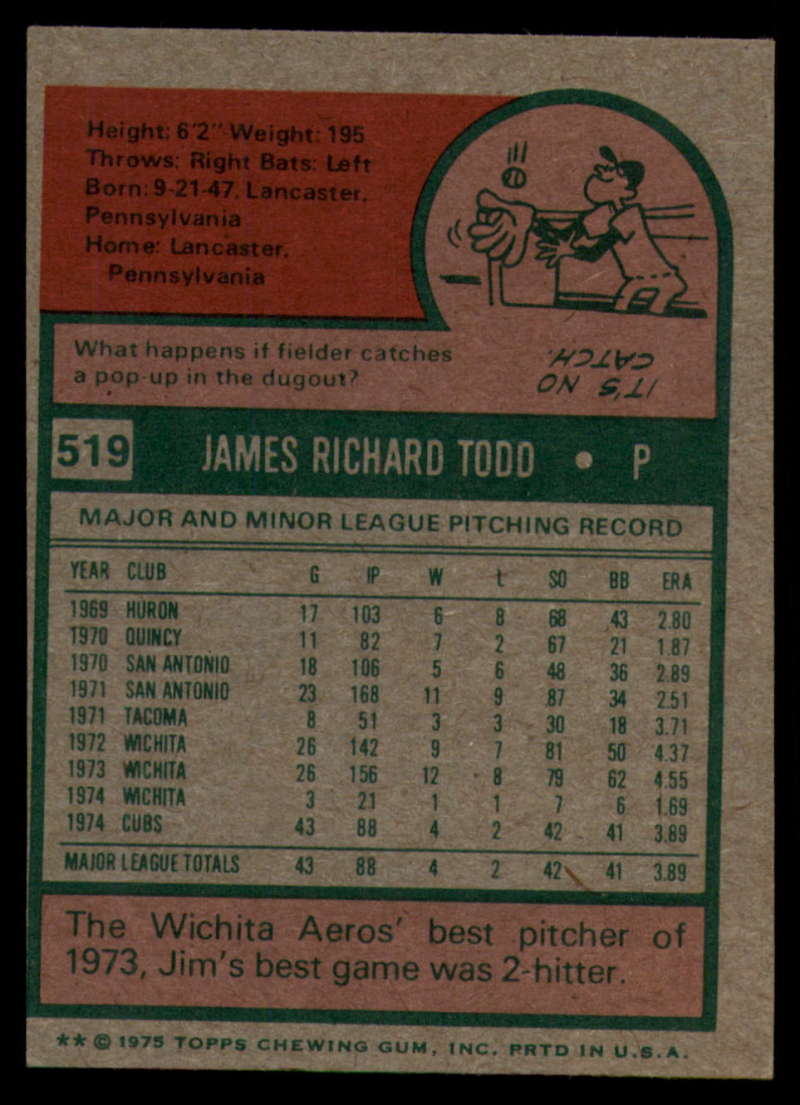 Height: 6'2" Weight: 195
Throws: Right Bats: Left
Born: 9-21-47, Lancaster,
Pennsylvania
Home: Lancaster,
Pennsylvania
What happens if fielder catches
a pop-up in the dugout?
IT'S NO
CATCH.
519 JAMES RICHARD TODD • P
MAJOR AND MINOR LEAGUE PITCHING RECORD
YEAR CLUB G IP W L SO BB ERA
1969 HURON 17 103 6 8 68 43 2.80
1970 QUINCY 11 82 7 2 67 21 1.87
1970 SAN ANTONIO 18 106 5 6 48 36 2.89
1971 SAN ANTONIO 23 168 11 9 87 34 2.51
1971 TACOMA 8 51 3 3 30 18 3.71
1972 WICHITA 26 142 9 7 81 50 4.37
1973 WICHITA 26 156 12 8 79 62 4.55
1974 WICHITA 3 21 1 1 7 6 1.69
1974 CUBS 43 88 4 2 42 41 3.89
MAJOR LEAGUE TOTALS 43 88 4 2 42 41 3.89
The Wichita Aeros' best pitcher of
1973, Jim's best game was 2-hitter.
** © 1975 TOPPS CHEWING GUM, INC. PRTD IN U.S.A.